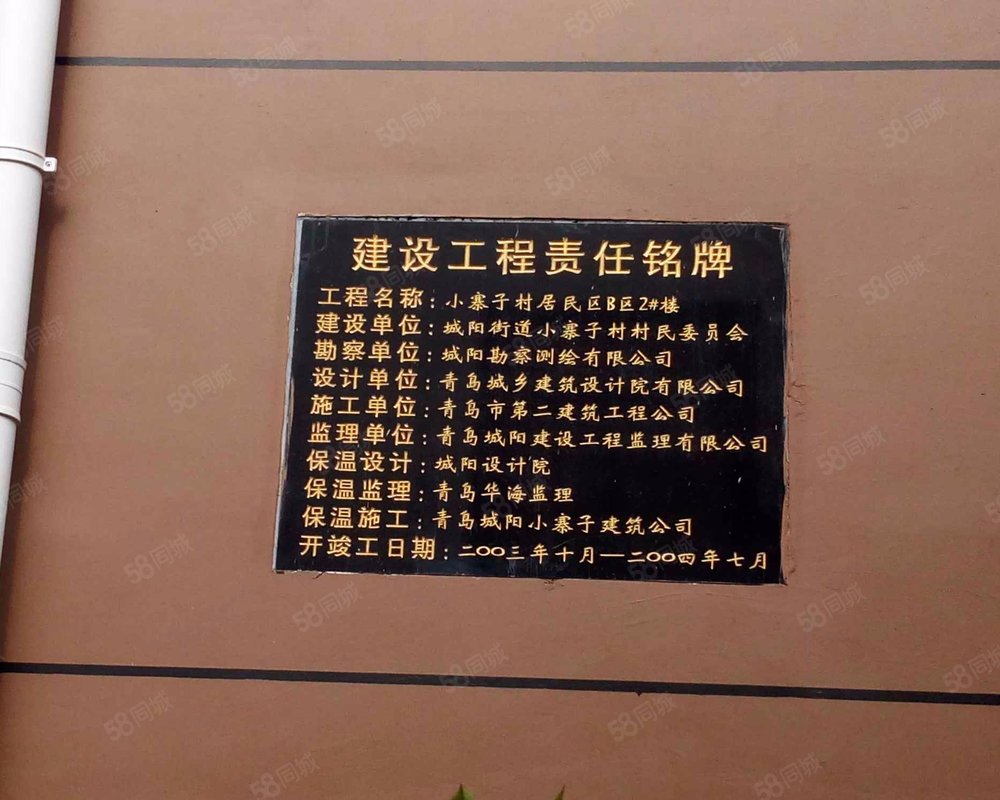 建设工程责任铭牌
工程名称：小寨子村居民区B区2#楼
建设单位：城阳街道小寨子村村民委员会
勘察单位：城阳勘察测绘有限公司
设计单位：青岛城乡建筑设计院有限公司
施工单位：青岛市第二建筑工程公司
监理单位：青岛城阳建设工程监理有限公司
保温设计：城阳设计院
保温监理：青岛华海监理
保温施工：青岛城阳小寨子建筑公司
开竣工日期：二〇〇三年十月—二〇〇四年七月
58同城